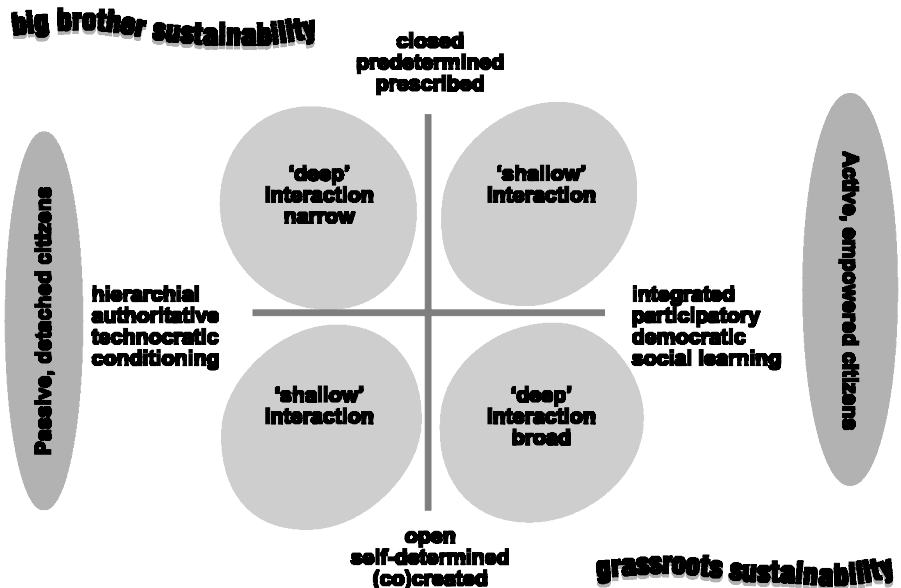 big brother sustainability
closed
predetermined
prescribed
'deep'
interaction
narrow
'shallow'
interaction
Passive, detached citizens
hierarchial
authoritative
technocratic
conditioning
integrated
participatory
democratic
social learning
Active, empowered citizens
'shallow'
interaction
'deep'
interaction
broad
open
self-determined
(co)created
grassroots sustainability